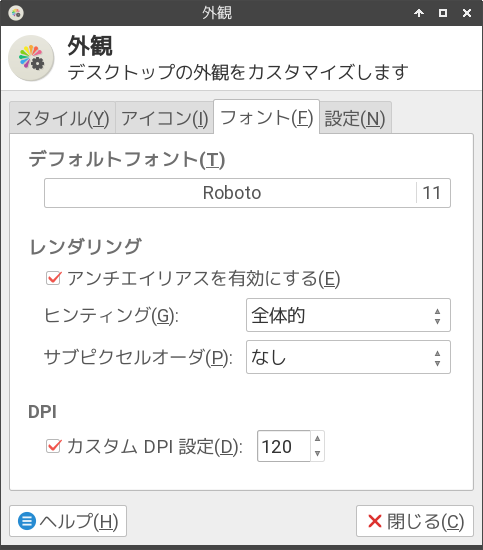 外観
外観
デスクトップの外観をカスタマイズします
スタイル(Y) アイコン(I) フォント(F) 設定(N)
デフォルトフォント(T)
Roboto 11
レンダリング
アンチエイリアスを有効にする(E)
ヒンティング(G): 全体的
サブピクセルオーダ(P): なし
DPI
カスタム DPI 設定(D): 120
ヘルプ(H) 閉じる(C)